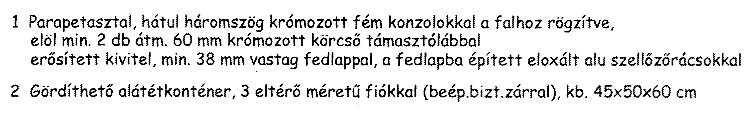 1 Parapetasztal, hátul háromszög krómozott fém konzolokkal a falhoz rögzítve,
elöl min. 2 db átm. 60 mm krómozott körcső támasztólábbal
erősített kivitel, min. 38 mm vastag fedlappal, a fedlapba épített eloxált alu szellőzőrácsokkal
2 Gördíthető alátétkonténer, 3 eltérő méretű fiókkal (beép.bizt.zárral), kb. 45x50x60 cm